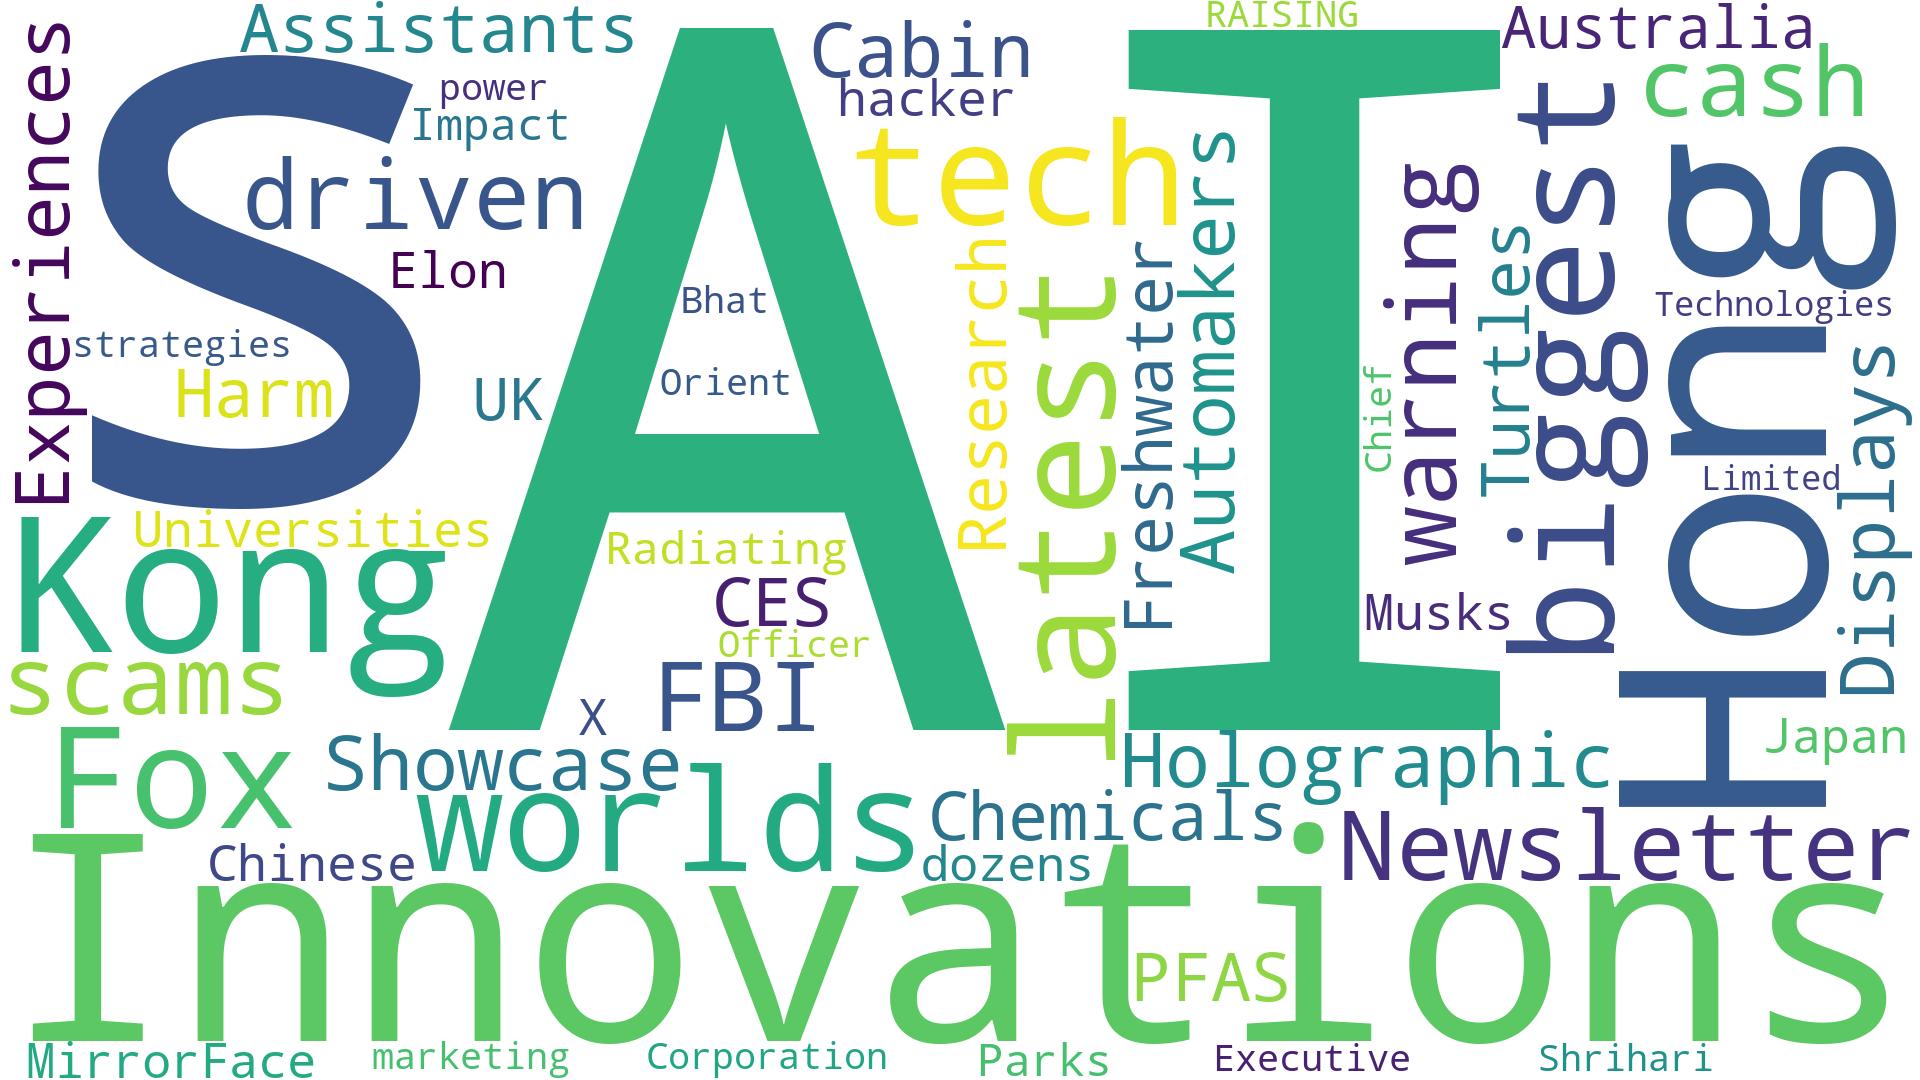 RAISING
Assistants
Australia
Cabin
power
cash
hacker
Impact
Experiences
S
AI
tech
driven
Elon
Bhat
strategies
Orient
Harm
UK
Research
latest
Freshwater
Automakers
Chief
warning
Turtles
biggest
Hong
Technologies
Limited
Displays
Universities
Kong
Radiating
CES
Officer
Musks
scams
FBI
X
Fox
Showcase
Holographic
Japan
worlds
Chemicals
Newsletter
Chinese
dozens
Innovations
PFAS
MirrorFace
marketing
Corporation
Parks
Executive
Shrihari